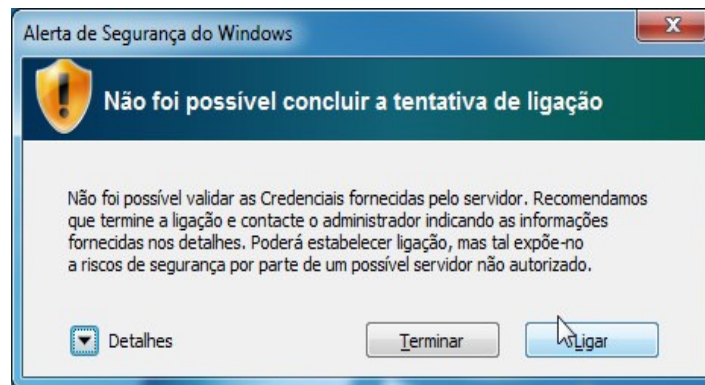 Alerta de Segurança do Windows
Não foi possível concluir a tentativa de ligação
Não foi possível validar as Credenciais fornecidas pelo servidor. Recomendamos
que termine a ligação e contacte o administrador indicando as informações
fornecidas nos detalhes. Poderá estabelecer ligação, mas tal expõe-no
a riscos de segurança por parte de um possível servidor não autorizado.
Detalhes
Terminar
Ligar